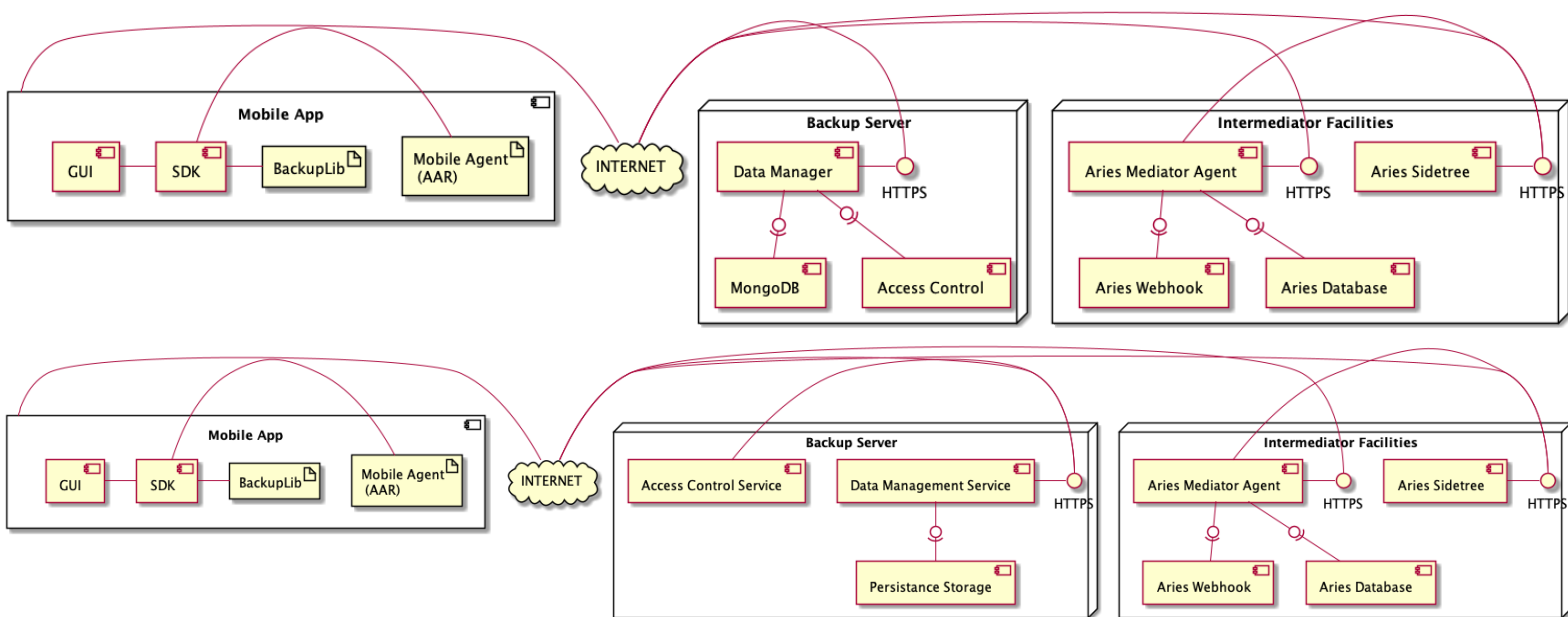 Mobile App
GUI
SDK
BackupLib
Mobile Agent
(AAR)
INTERNET
Backup Server
Data Manager
HTTPS
MongoDB
Access Control
Intermediator Facilities
Aries Mediator Agent
HTTPS
Aries Sidetree
HTTPS
Aries Webhook
Aries Database
Mobile App
GUI
SDK
BackupLib
Mobile Agent
(AAR)
INTERNET
Backup Server
Access Control Service
Data Management Service
HTTPS
Persistance Storage
Intermediator Facilities
Aries Mediator Agent
HTTPS
Aries Sidetree
HTTPS
Aries Webhook
Aries Database